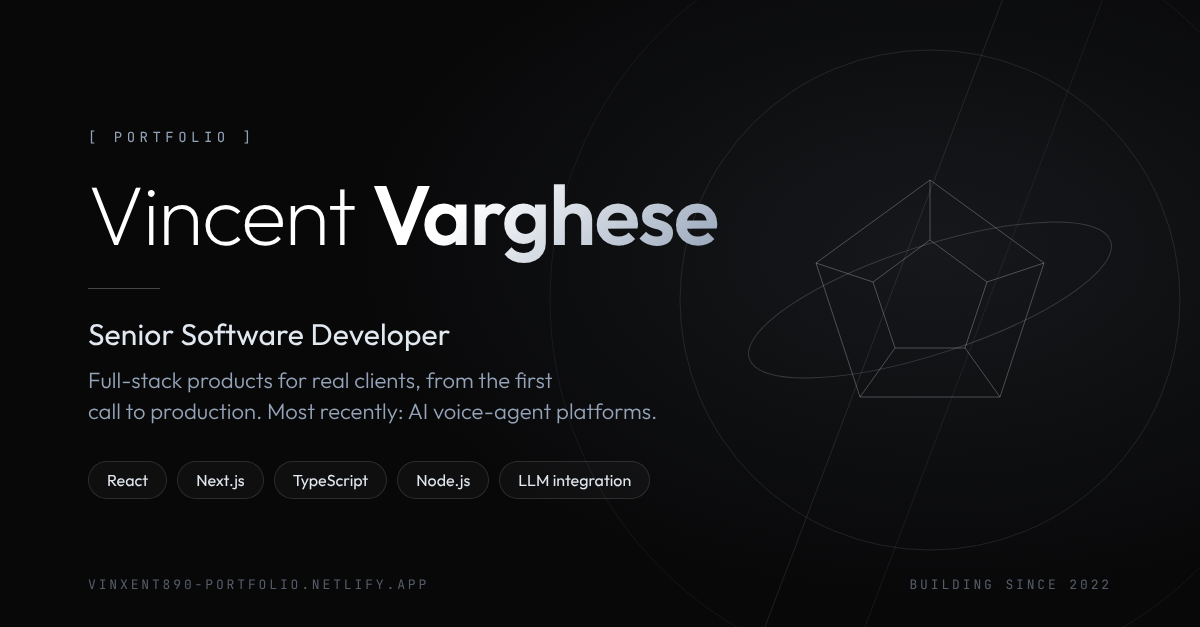 [ PORTFOLIO ]
Vincent Varghese
Senior Software Developer
Full-stack products for real clients, from the first
call to production. Most recently: AI voice-agent platforms.
React Next.js TypeScript Node.js LLM integration
VINXENT890-PORTFOLIO.NETLIFY.APP BUILDING SINCE 2022